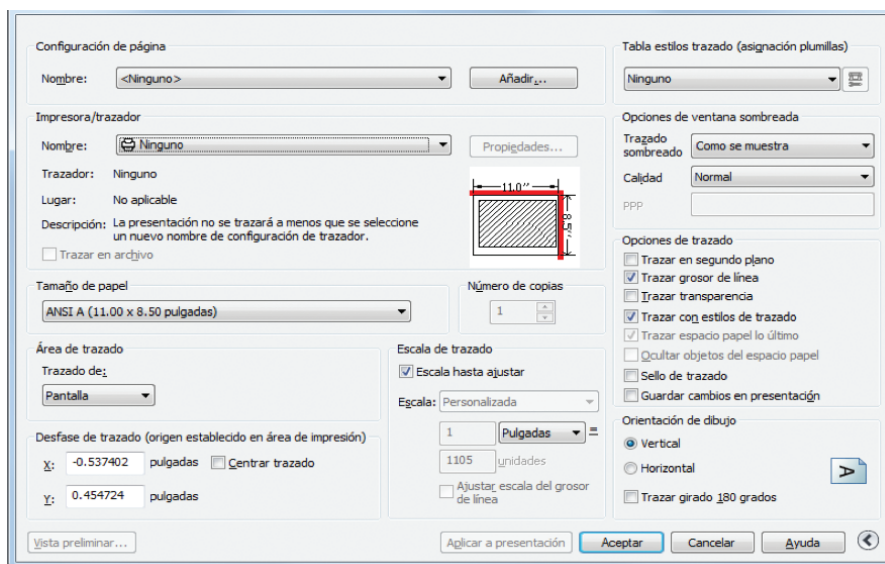 Configuración de página
Nombre: <Ninguno> Añadir...
Impresora/trazador
Nombre: Ninguno Propiedades...
Trazador: Ninguno
Lugar: No aplicable
Descripción: La presentación no se trazará a menos que se seleccione
un nuevo nombre de configuración de trazador.
Trazar en archivo
11.0''
8.5''
Tamaño de papel
ANSI A (11.00 x 8.50 pulgadas)
Número de copias
1
Área de trazado
Trazado de:
Pantalla
Desfase de trazado (origen establecido en área de impresión)
X: -0.537402 pulgadas Centrar trazado
Y: 0.454724 pulgadas
Escala de trazado
Escala hasta ajustar
Escala: Personalizada
1 Pulgadas =
1105 unidades
Ajustar escala del grosor
de línea
Tabla estilos trazado (asignación plumillas)
Ninguno
Opciones de ventana sombreada
Trazado
sombreado Como se muestra
Calidad Normal
PPP
Opciones de trazado
Trazar en segundo plano
Trazar grosor de línea
Trazar transparencia
Trazar con estilos de trazado
Trazar espacio papel lo último
Ocultar objetos del espacio papel
Sello de trazado
Guardar cambios en presentación
Orientación de dibujo
Vertical
Horizontal
A
Trazar girado 180 grados
Vista preliminar... Aplicar a presentación Aceptar Cancelar Ayuda